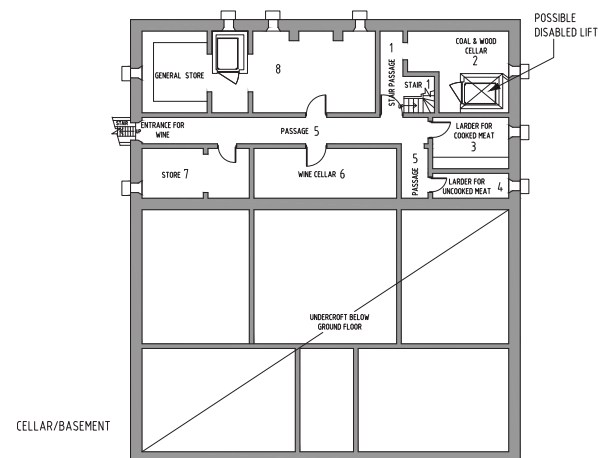 POSSIBLE
DISABLED LIFT
COAL & WOOD
CELLAR
2
1
STAIR PASSAGE
STAIR 1
GENERAL STORE
8
STAIR
ENTRANCE FOR
WINE
PASSAGE 5
LARDER FOR
COOKED MEAT
3
5
PASSAGE
STORE 7
WINE CELLAR 6
LARDER FOR
UNCOOKED MEAT 4
UNDERCROFT BELOW
GROUND FLOOR
CELLAR/BASEMENT